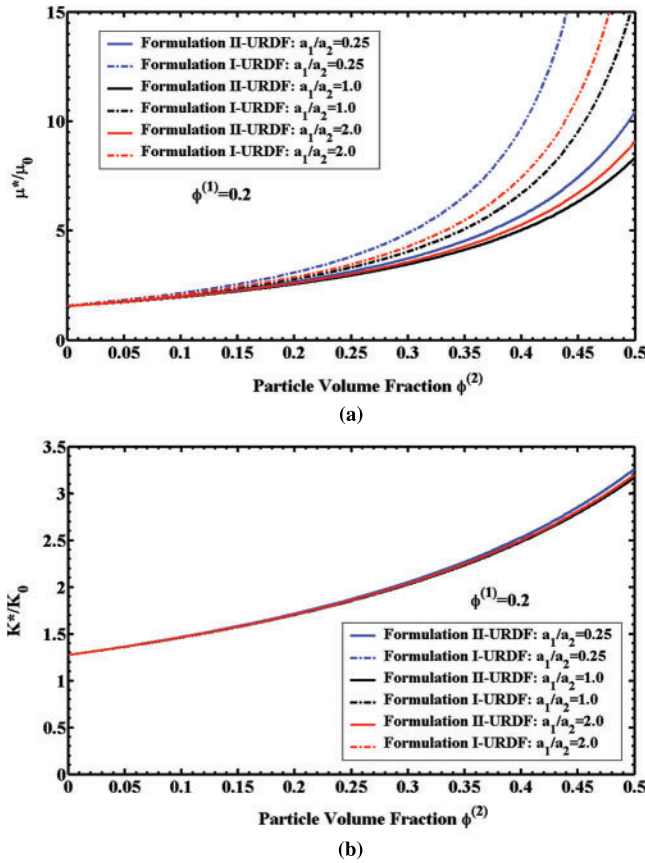 15
10
5
0
μ*/μ0
Formulation II-URDF: a1/a2=0.25
Formulation I-URDF: a1/a2=0.25
Formulation II-URDF: a1/a2=1.0
Formulation I-URDF: a1/a2=1.0
Formulation II-URDF: a1/a2=2.0
Formulation I-URDF: a1/a2=2.0
ϕ(1)=0.2
0 0.05 0.1 0.15 0.2 0.25 0.3 0.35 0.4 0.45 0.5
Particle Volume Fraction ϕ(2)
(a)
3.5
3
2.5
2
1.5
1
0.5
0
K*/K0
ϕ(1)=0.2
Formulation II-URDF: a1/a2=0.25
Formulation I-URDF: a1/a2=0.25
Formulation II-URDF: a1/a2=1.0
Formulation I-URDF: a1/a2=1.0
Formulation II-URDF: a1/a2=2.0
Formulation I-URDF: a1/a2=2.0
0 0.05 0.1 0.15 0.2 0.25 0.3 0.35 0.4 0.45 0.5
Particle Volume Fraction ϕ(2)
(b)